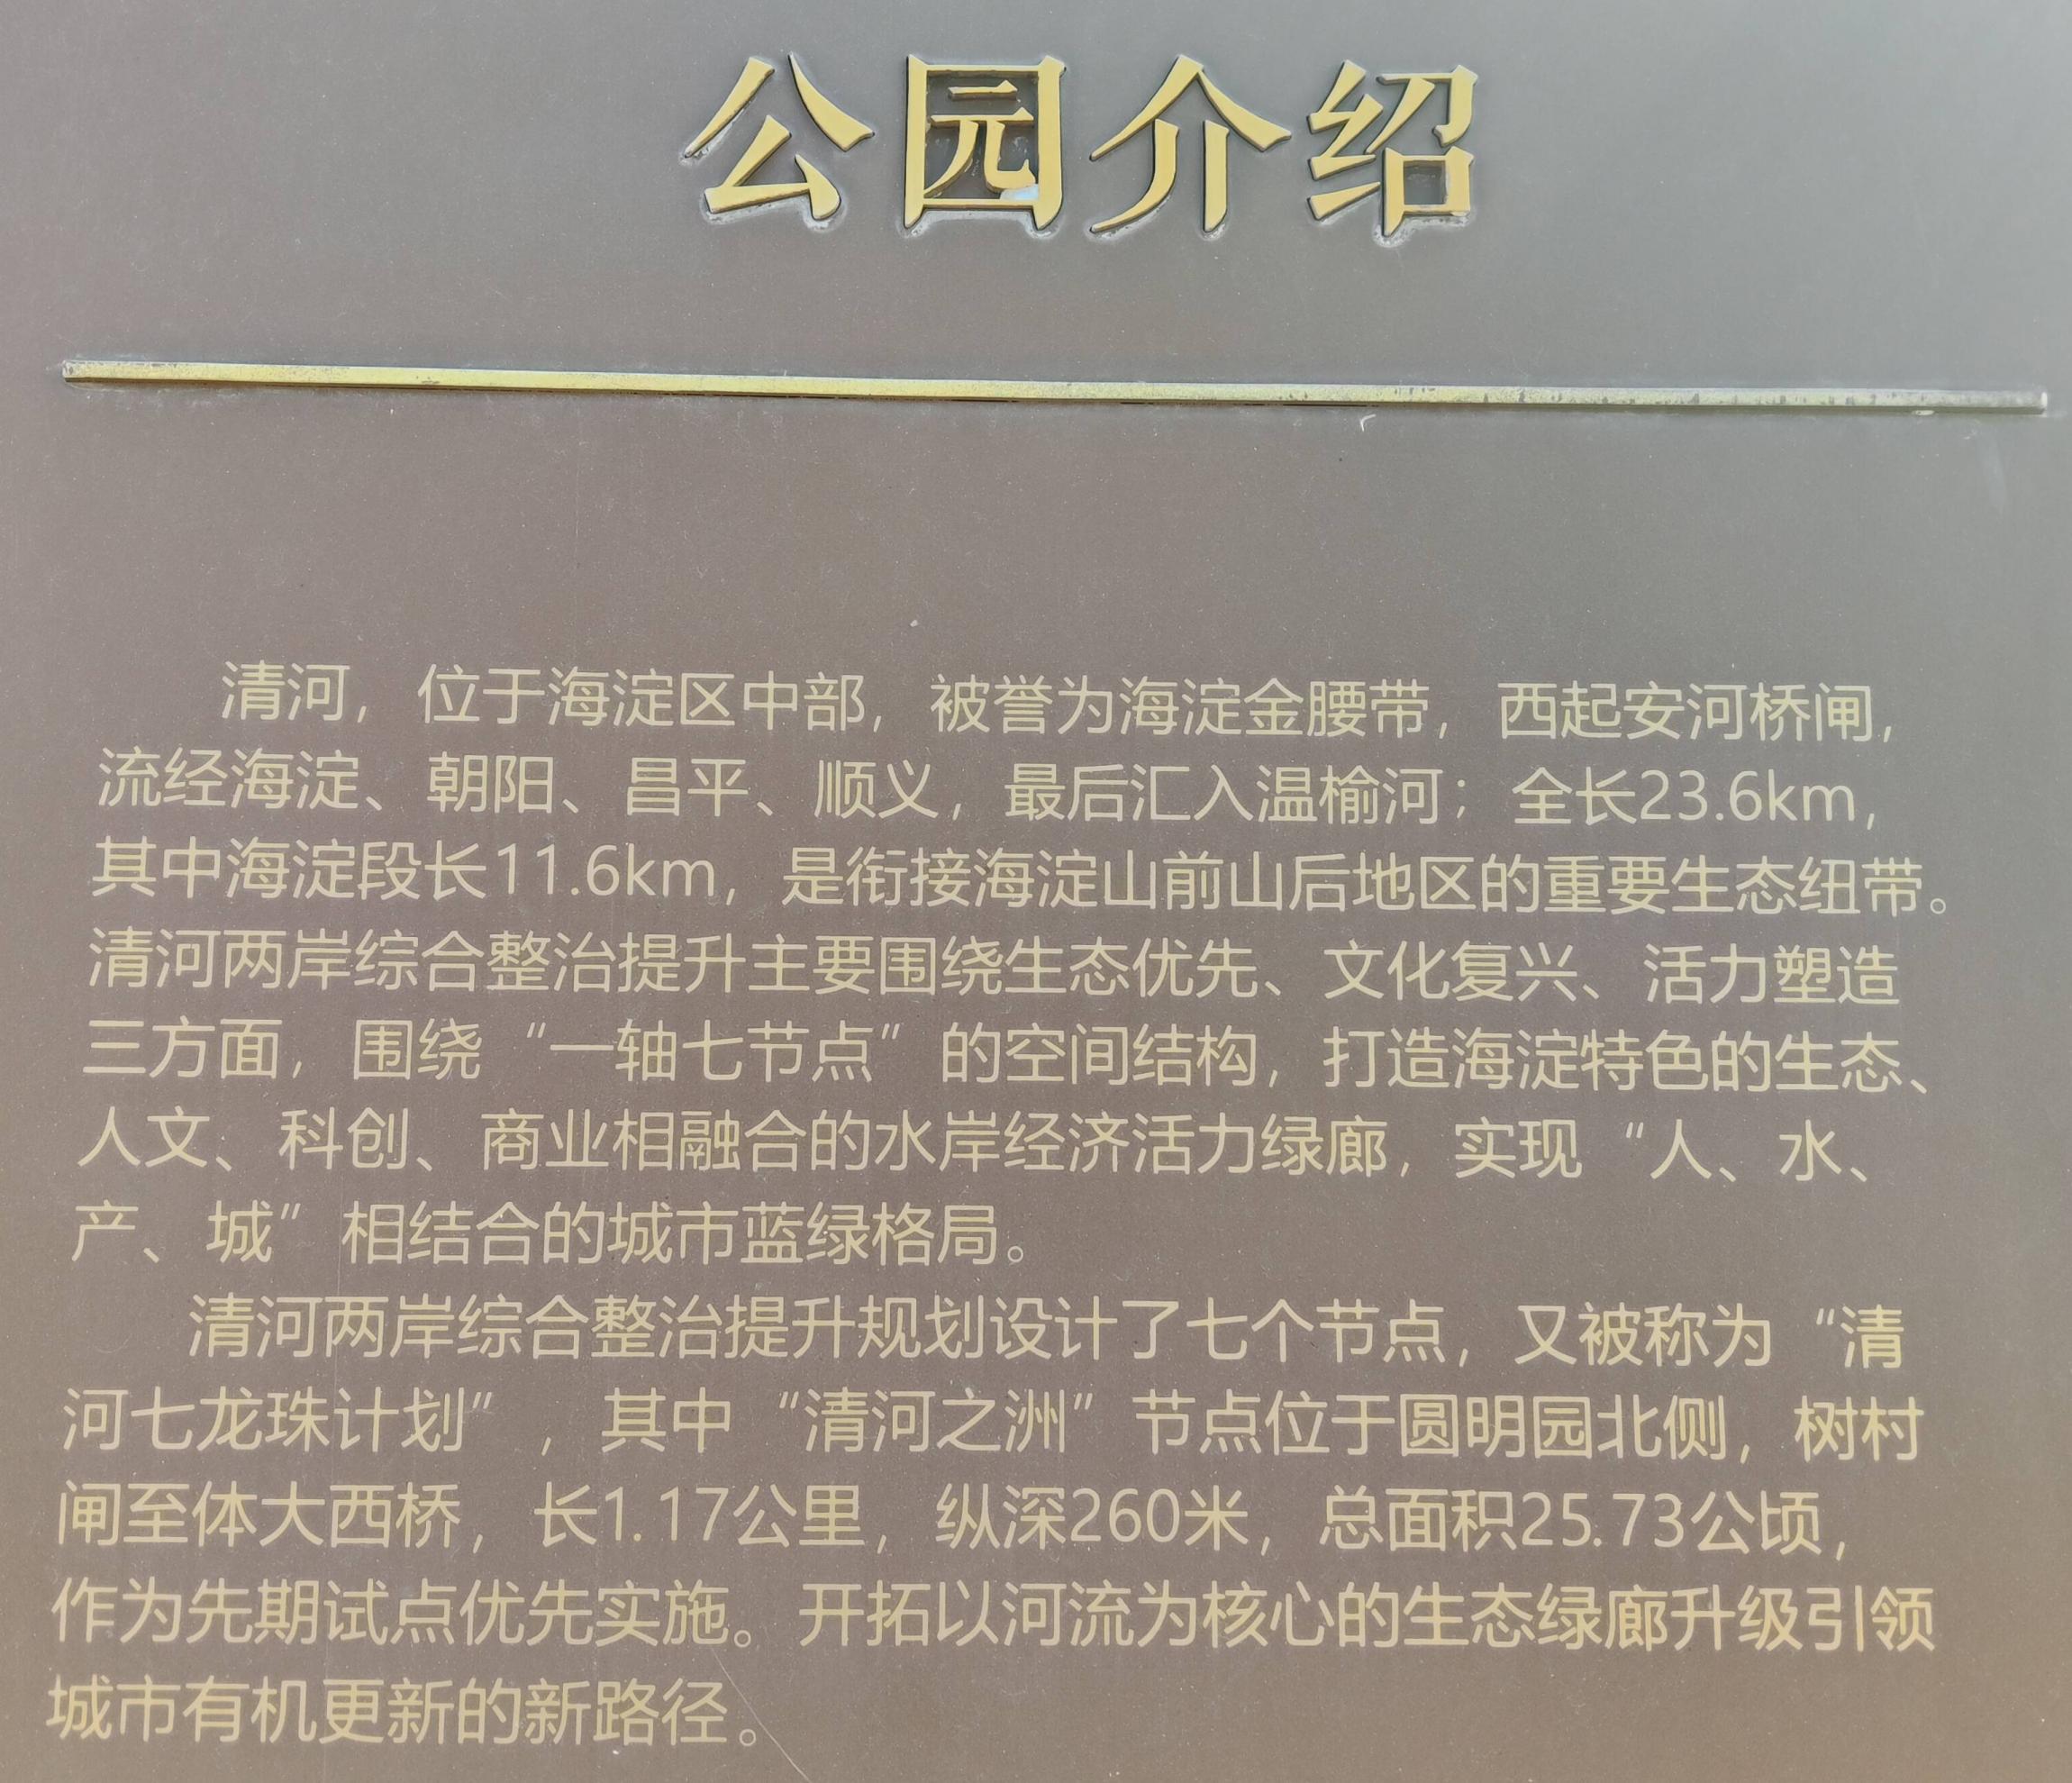 公园介绍
清河，位于海淀区中部，被誉为海淀金腰带，西起安河桥闸，
流经海淀、朝阳、昌平、顺义，最后汇入温榆河；全长23.6km，
其中海淀段长11.6km，是衔接海淀山前山后地区的重要生态纽带。
清河两岸综合整治提升主要围绕生态优先、文化复兴、活力塑造
三方面，围绕“一轴七节点”的空间结构，打造海淀特色的生态、
人文、科创、商业相融合的水岸经济活力绿廊，实现“人、水、
产、城”相结合的城市蓝绿格局。
清河两岸综合整治提升规划设计了七个节点，又被称为“清
河七龙珠计划”，其中“清河之洲”节点位于圆明园北侧，树村
闸至体大西桥，长1.17公里，纵深260米，总面积25.73公顷，
作为先期试点优先实施。开拓以河流为核心的生态绿廊升级引领
城市有机更新的新路径。